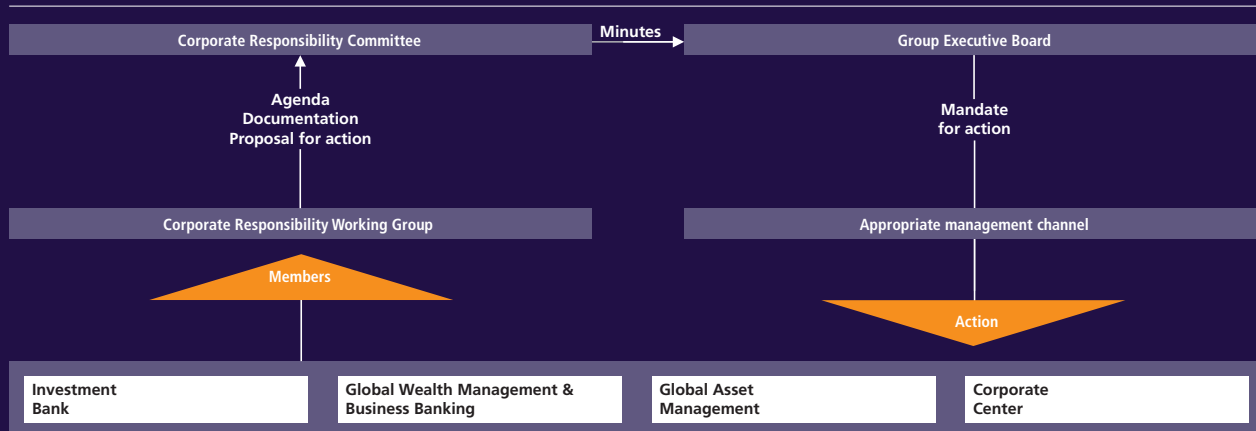 Corporate Responsibility Committee
Minutes
Group Executive Board
Agenda
Documentation
Proposal for action
Mandate
for action
Corporate Responsibility Working Group
Appropriate management channel
Members
Action
Investment
Bank
Global Wealth Management &
Business Banking
Global Asset
Management
Corporate
Center